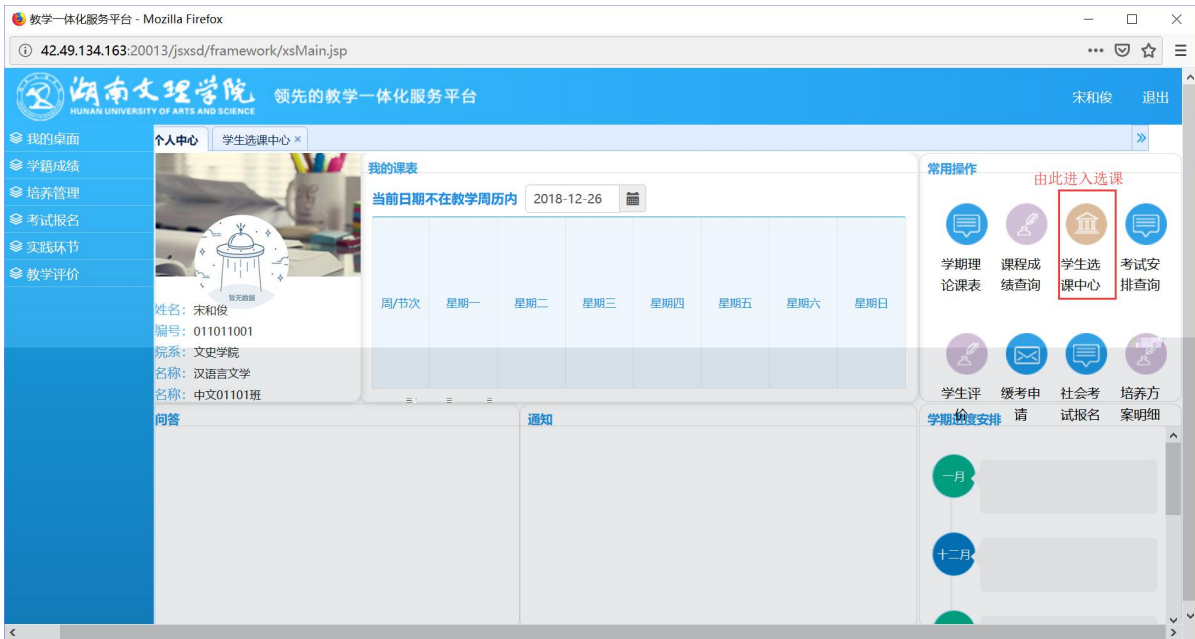 教学一体化服务平台 - Mozilla Firefox
42.49.134.163:20013/jsxsd/framework/xsMain.jsp
湖南文理学院
HUNAN UNIVERSITY OF ARTS AND SCIENCE
领先的教学一体化服务平台
宋和俊 退出
我的桌面
学籍成绩
培养管理
考试报名
实践环节
教学评价
个人中心 学生选课中心 ×
暂无数据
姓名：宋和俊
编号：011011001
院系：文史学院
名称：汉语言文学
名称：中文01101班
我的课表
当前日期不在教学周历内 2018-12-26
周/节次 星期一 星期二 星期三 星期四 星期五 星期六 星期日
常用操作
由此进入选课
学期理论课表
课程成绩查询
学生选课中心
考试安排查询
学生评价
缓考申请
社会考试报名
培养方案明细
问答
通知
学期进度安排
一月
十二月